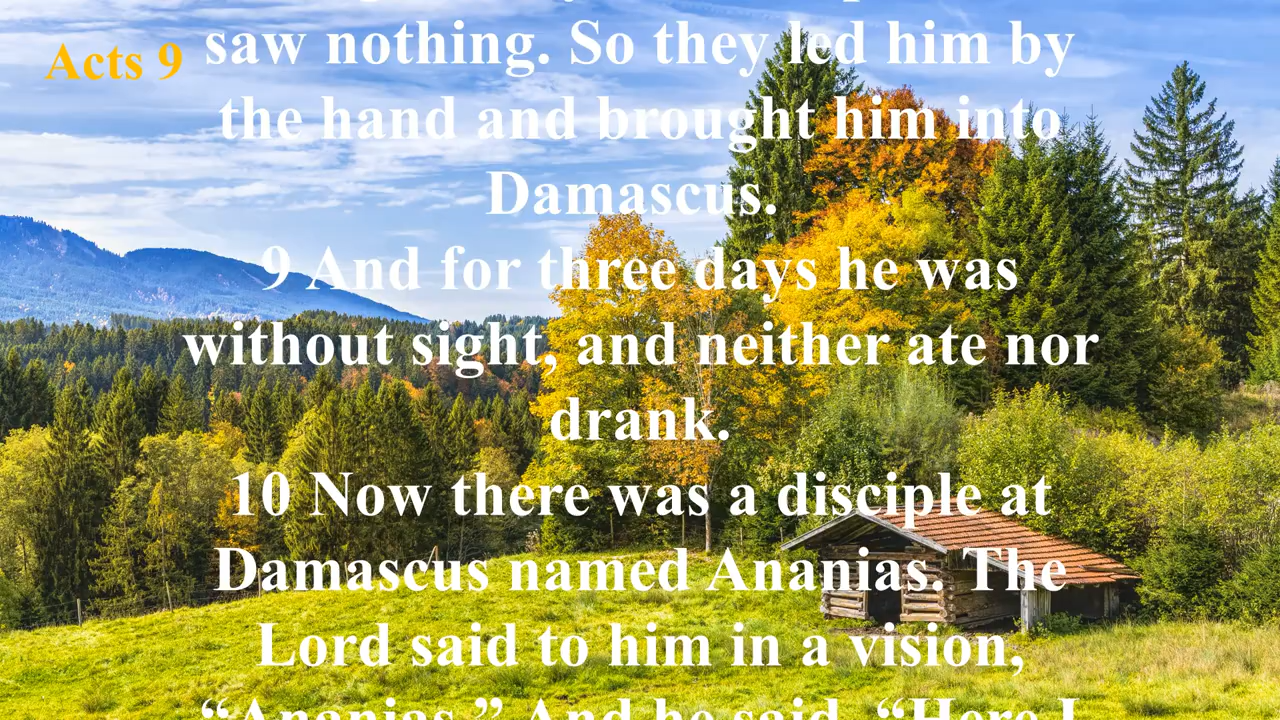 Acts 9
saw nothing. So they led him by
the hand and brought him into
Damascus.
9 And for three days he was
without sight, and neither ate nor
drank.
10 Now there was a disciple at
Damascus named Ananias. The
Lord said to him in a vision,
“Ananias.” And he said, “Here I